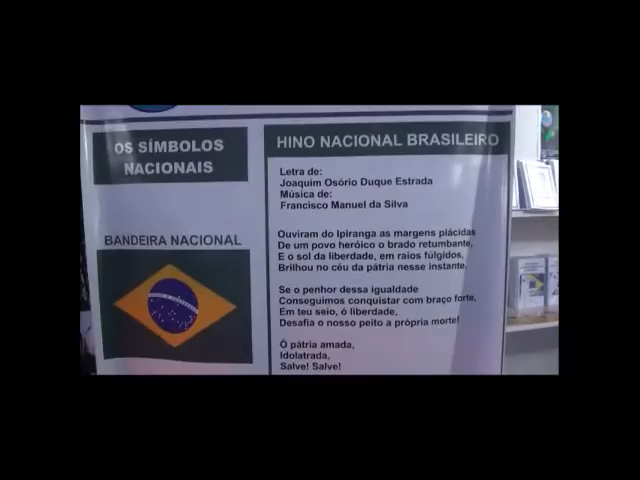 OS SÍMBOLOS
NACIONAIS
BANDEIRA NACIONAL
HINO NACIONAL BRASILEIRO
Letra de:
Joaquim Osório Duque Estrada
Música de:
Francisco Manuel da Silva
Ouviram do Ipiranga as margens plácidas
De um povo heróico o brado retumbante,
E o sol da liberdade, em raios fúlgidos,
Brilhou no céu da pátria nesse instante.
Se o penhor dessa igualdade
Conseguimos conquistar com braço forte,
Em teu seio, ó liberdade,
Desafia o nosso peito a própria morte!
Ó pátria amada,
Idolatrada,
Salve! Salve!